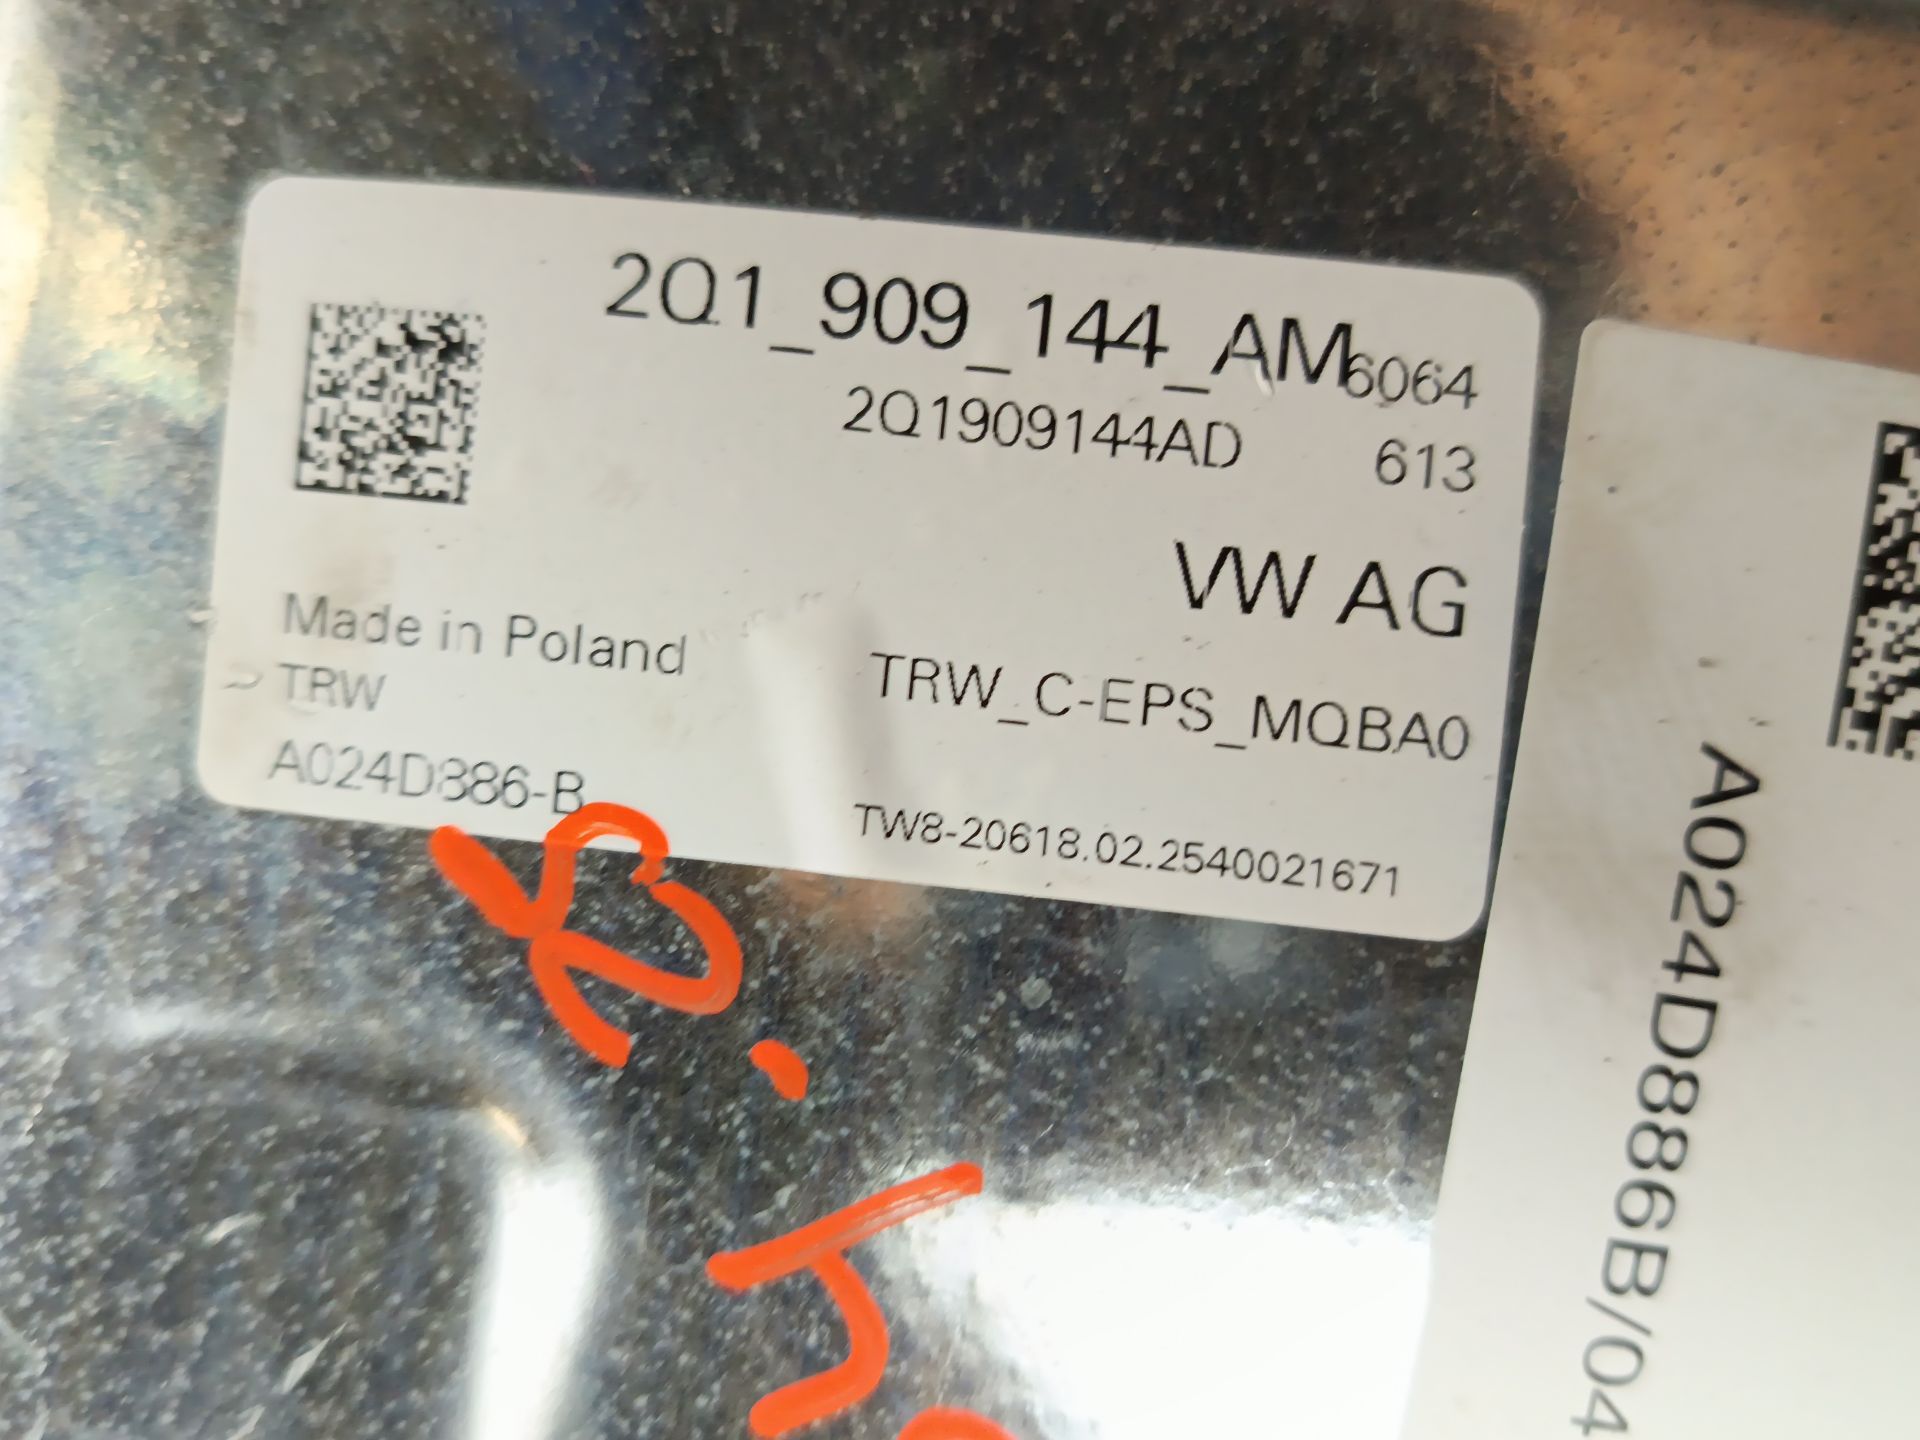 2Q1_909_144_AM 6064
2Q1909144AD 613
VW AG
Made in Poland
TRW
TRW_C-EPS_MQBA0
A024D886-B
TW8-20618.02.2540021671
A024D886B/04